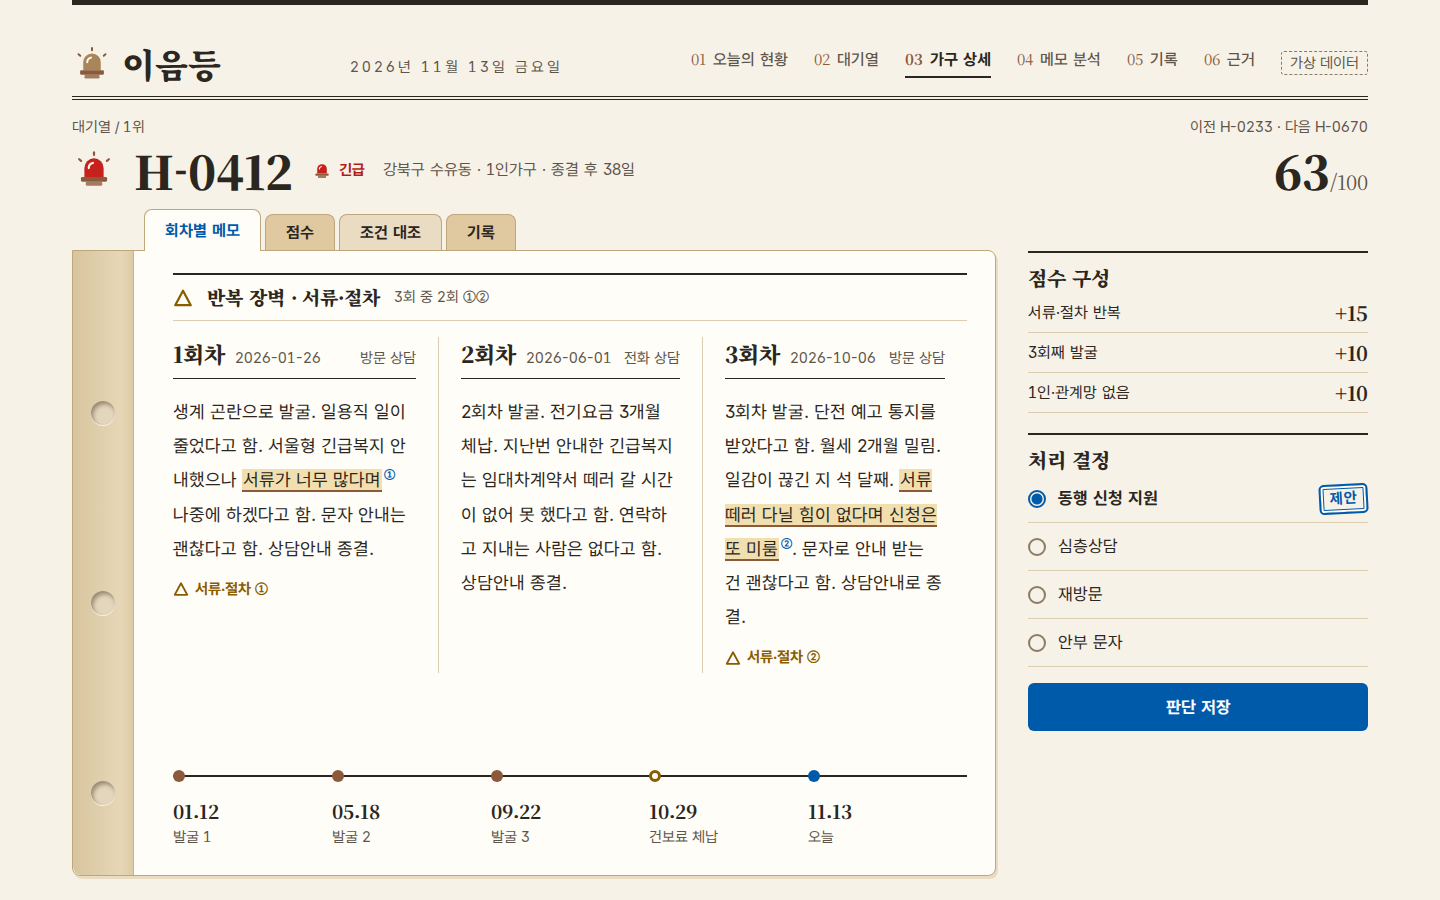 이음등
2026년 11월 13일 금요일
01 오늘의 현황
02 대기열
03 가구 상세
04 메모 분석
05 기록
06 근거
가상 데이터
대기열 / 1위
이전 H-0233 · 다음 H-0670
H-0412
긴급
강북구 수유동 · 1인가구 · 종결 후 38일
63/100
회차별 메모
점수
조건 대조
기록
반복 장벽 · 서류·절차
3회 중 2회 ①②
1회차 2026-01-26 방문 상담
생계 곤란으로 발굴. 일용직 일이
줄었다고 함. 서울형 긴급복지 안
내했으나 서류가 너무 많다며①
나중에 하겠다고 함. 문자 안내는
괜찮다고 함. 상담안내 종결.
서류·절차 ①
2회차 2026-06-01 전화 상담
2회차 발굴. 전기요금 3개월
체납. 지난번 안내한 긴급복지
는 임대차계약서 떼러 갈 시간
이 없어 못 했다고 함. 연락하
고 지내는 사람은 없다고 함.
상담안내 종결.
3회차 2026-10-06 방문 상담
3회차 발굴. 단전 예고 통지를
받았다고 함. 월세 2개월 밀림.
일감이 끊긴 지 석 달째. 서류
떼러 다닐 힘이 없다며 신청은
또 미룸②. 문자로 안내 받는
건 괜찮다고 함. 상담안내로 종
결.
서류·절차 ②
01.12
발굴 1
05.18
발굴 2
09.22
발굴 3
10.29
건보료 체납
11.13
오늘
점수 구성
서류·절차 반복 +15
3회째 발굴 +10
1인·관계망 없음 +10
처리 결정
동행 신청 지원 제안
심층상담
재방문
안부 문자
판단 저장